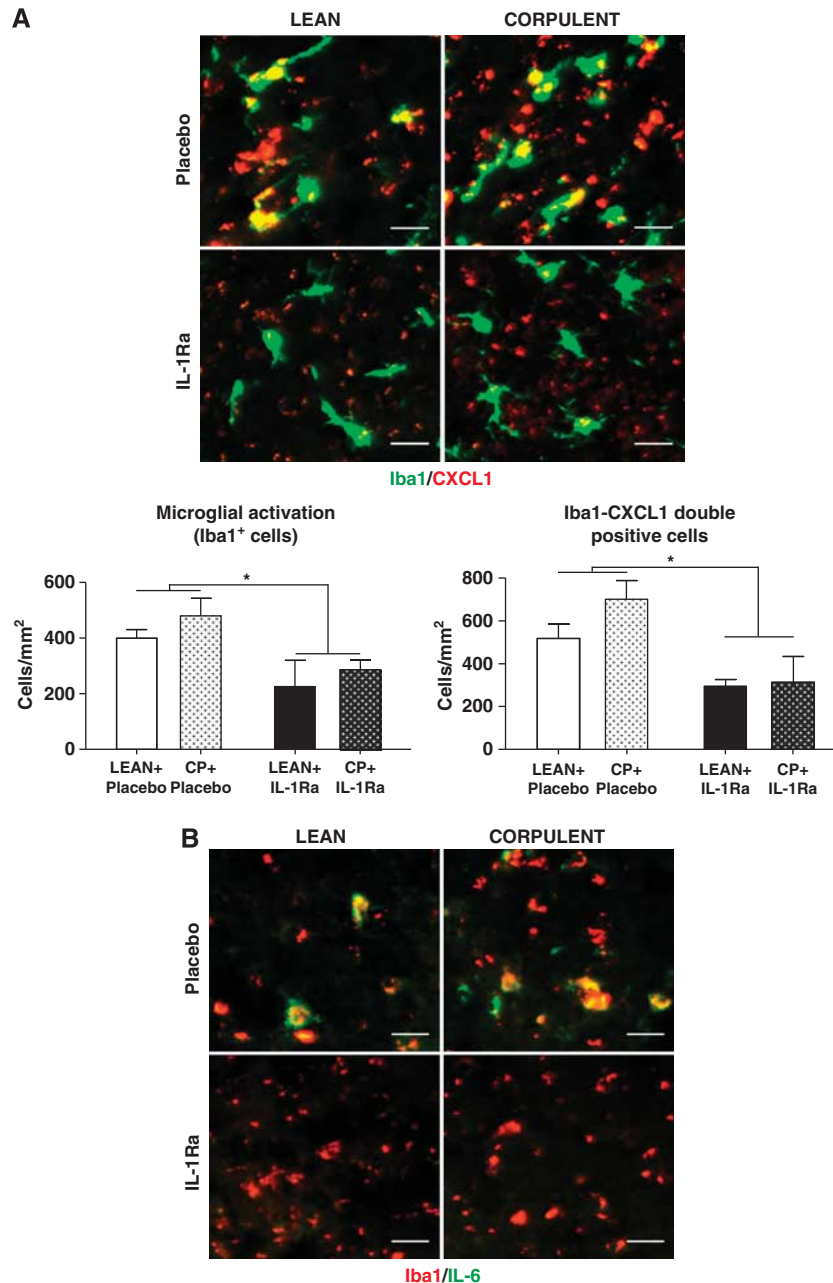 A
LEAN
CORPULENT
Placebo
IL-1Ra
Iba1/CXCL1
Microglial activation
(Iba1⁺ cells)
Cells/mm²
600
400
200
0
*
LEAN+
Placebo
CP+
Placebo
LEAN+
IL-1Ra
CP+
IL-1Ra
Iba1-CXCL1 double
positive cells
Cells/mm²
800
600
400
200
0
*
LEAN+
Placebo
CP+
Placebo
LEAN+
IL-1Ra
CP+
IL-1Ra
B
LEAN
CORPULENT
Placebo
IL-1Ra
Iba1/IL-6